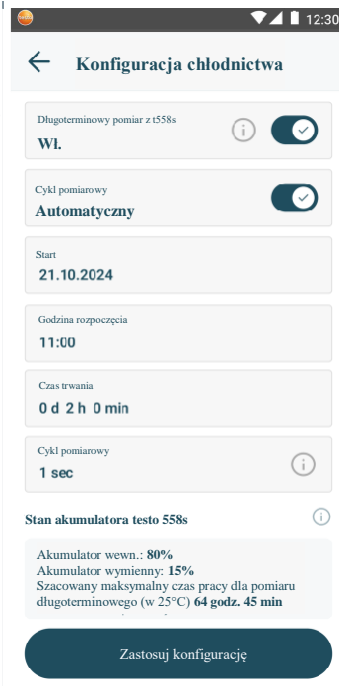 12:30
Konfiguracja chłodnictwa
Długoterminowy pomiar z t558s
Wł.
Cykl pomiarowy
Automatyczny
Start
21.10.2024
Godzina rozpoczęcia
11:00
Czas trwania
0 d 2 h 0 min
Cykl pomiarowy
1 sec
Stan akumulatora testo 558s
Akumulator wewn.: 80%
Akumulator wymienny: 15%
Szacowany maksymalny czas pracy dla pomiaru
długoterminowego (w 25°C) 64 godz. 45 min
Zastosuj konfigurację